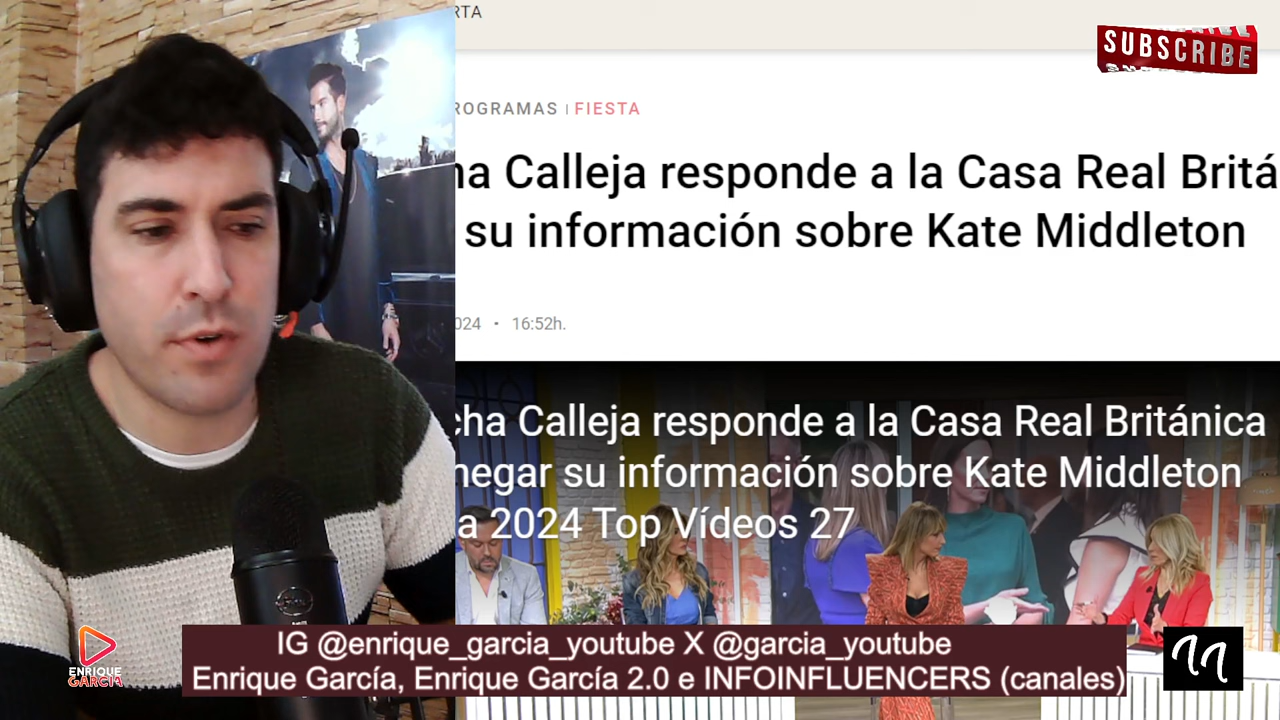 RTA
SUBSCRIBE
ROGRAMAS | FIESTA
na Calleja responde a la Casa Real Britá
su información sobre Kate Middleton
024 • 16:52h.
cha Calleja responde a la Casa Real Británica
negar su información sobre Kate Middleton
a 2024 Top Vídeos 27
IG @enrique_garcia_youtube X @garcia_youtube
Enrique García, Enrique García 2.0 e INFOINFLUENCERS (canales)
ENRIQUE
GARCÍA